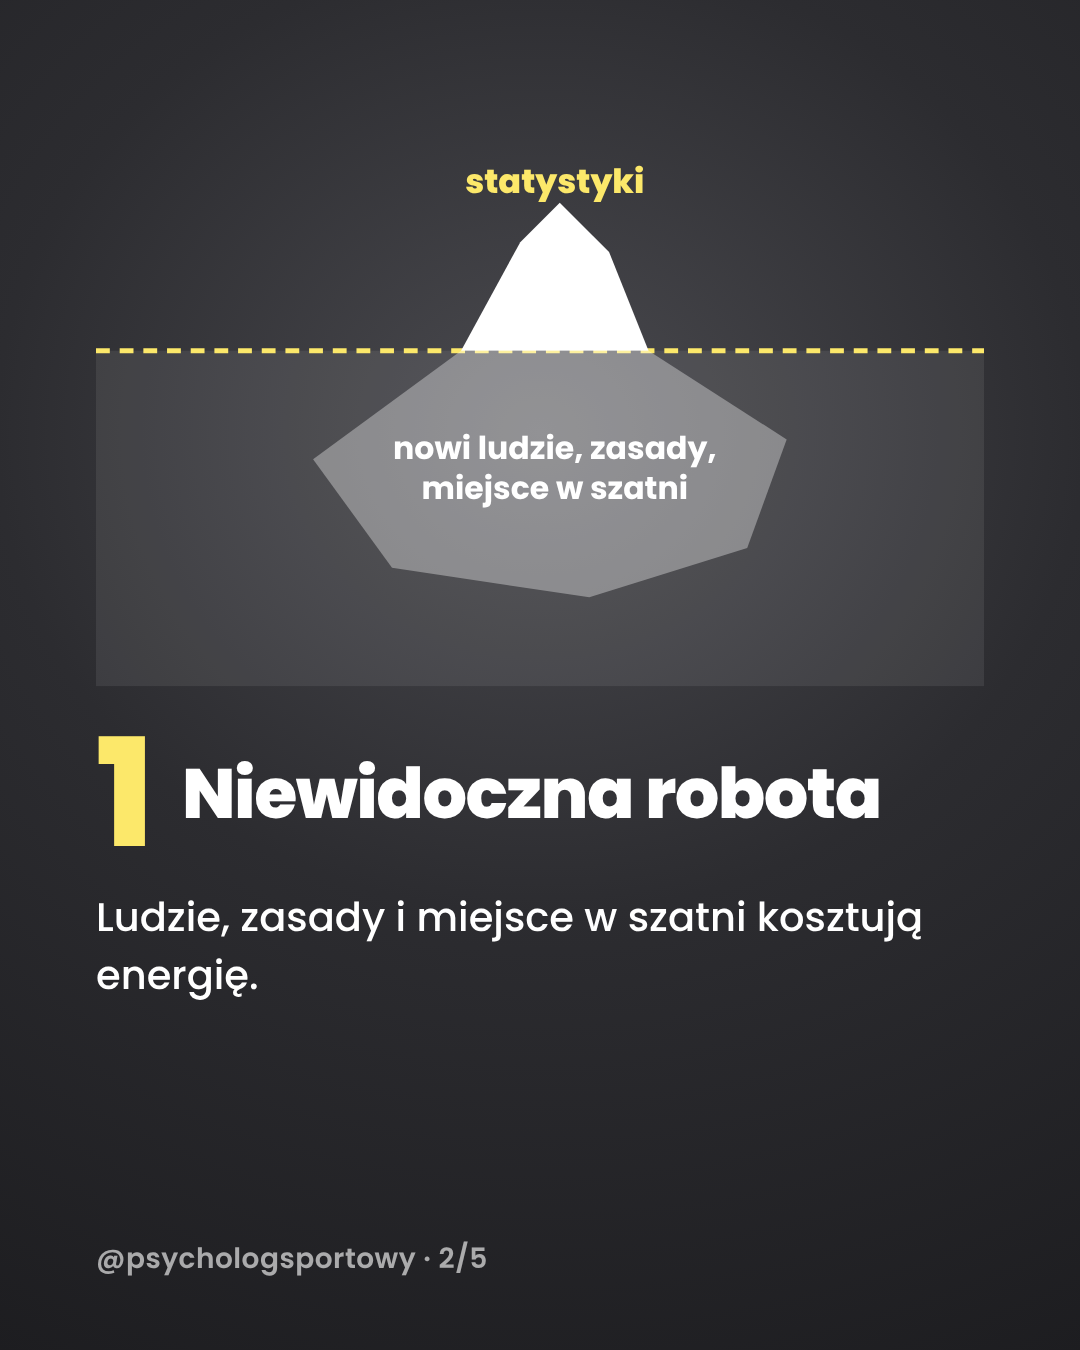 statystyki
nowi ludzie, zasady,
miejsce w szatni
1 Niewidoczna robota
Ludzie, zasady i miejsce w szatni kosztują
energię.
@psychologsportowy · 2/5